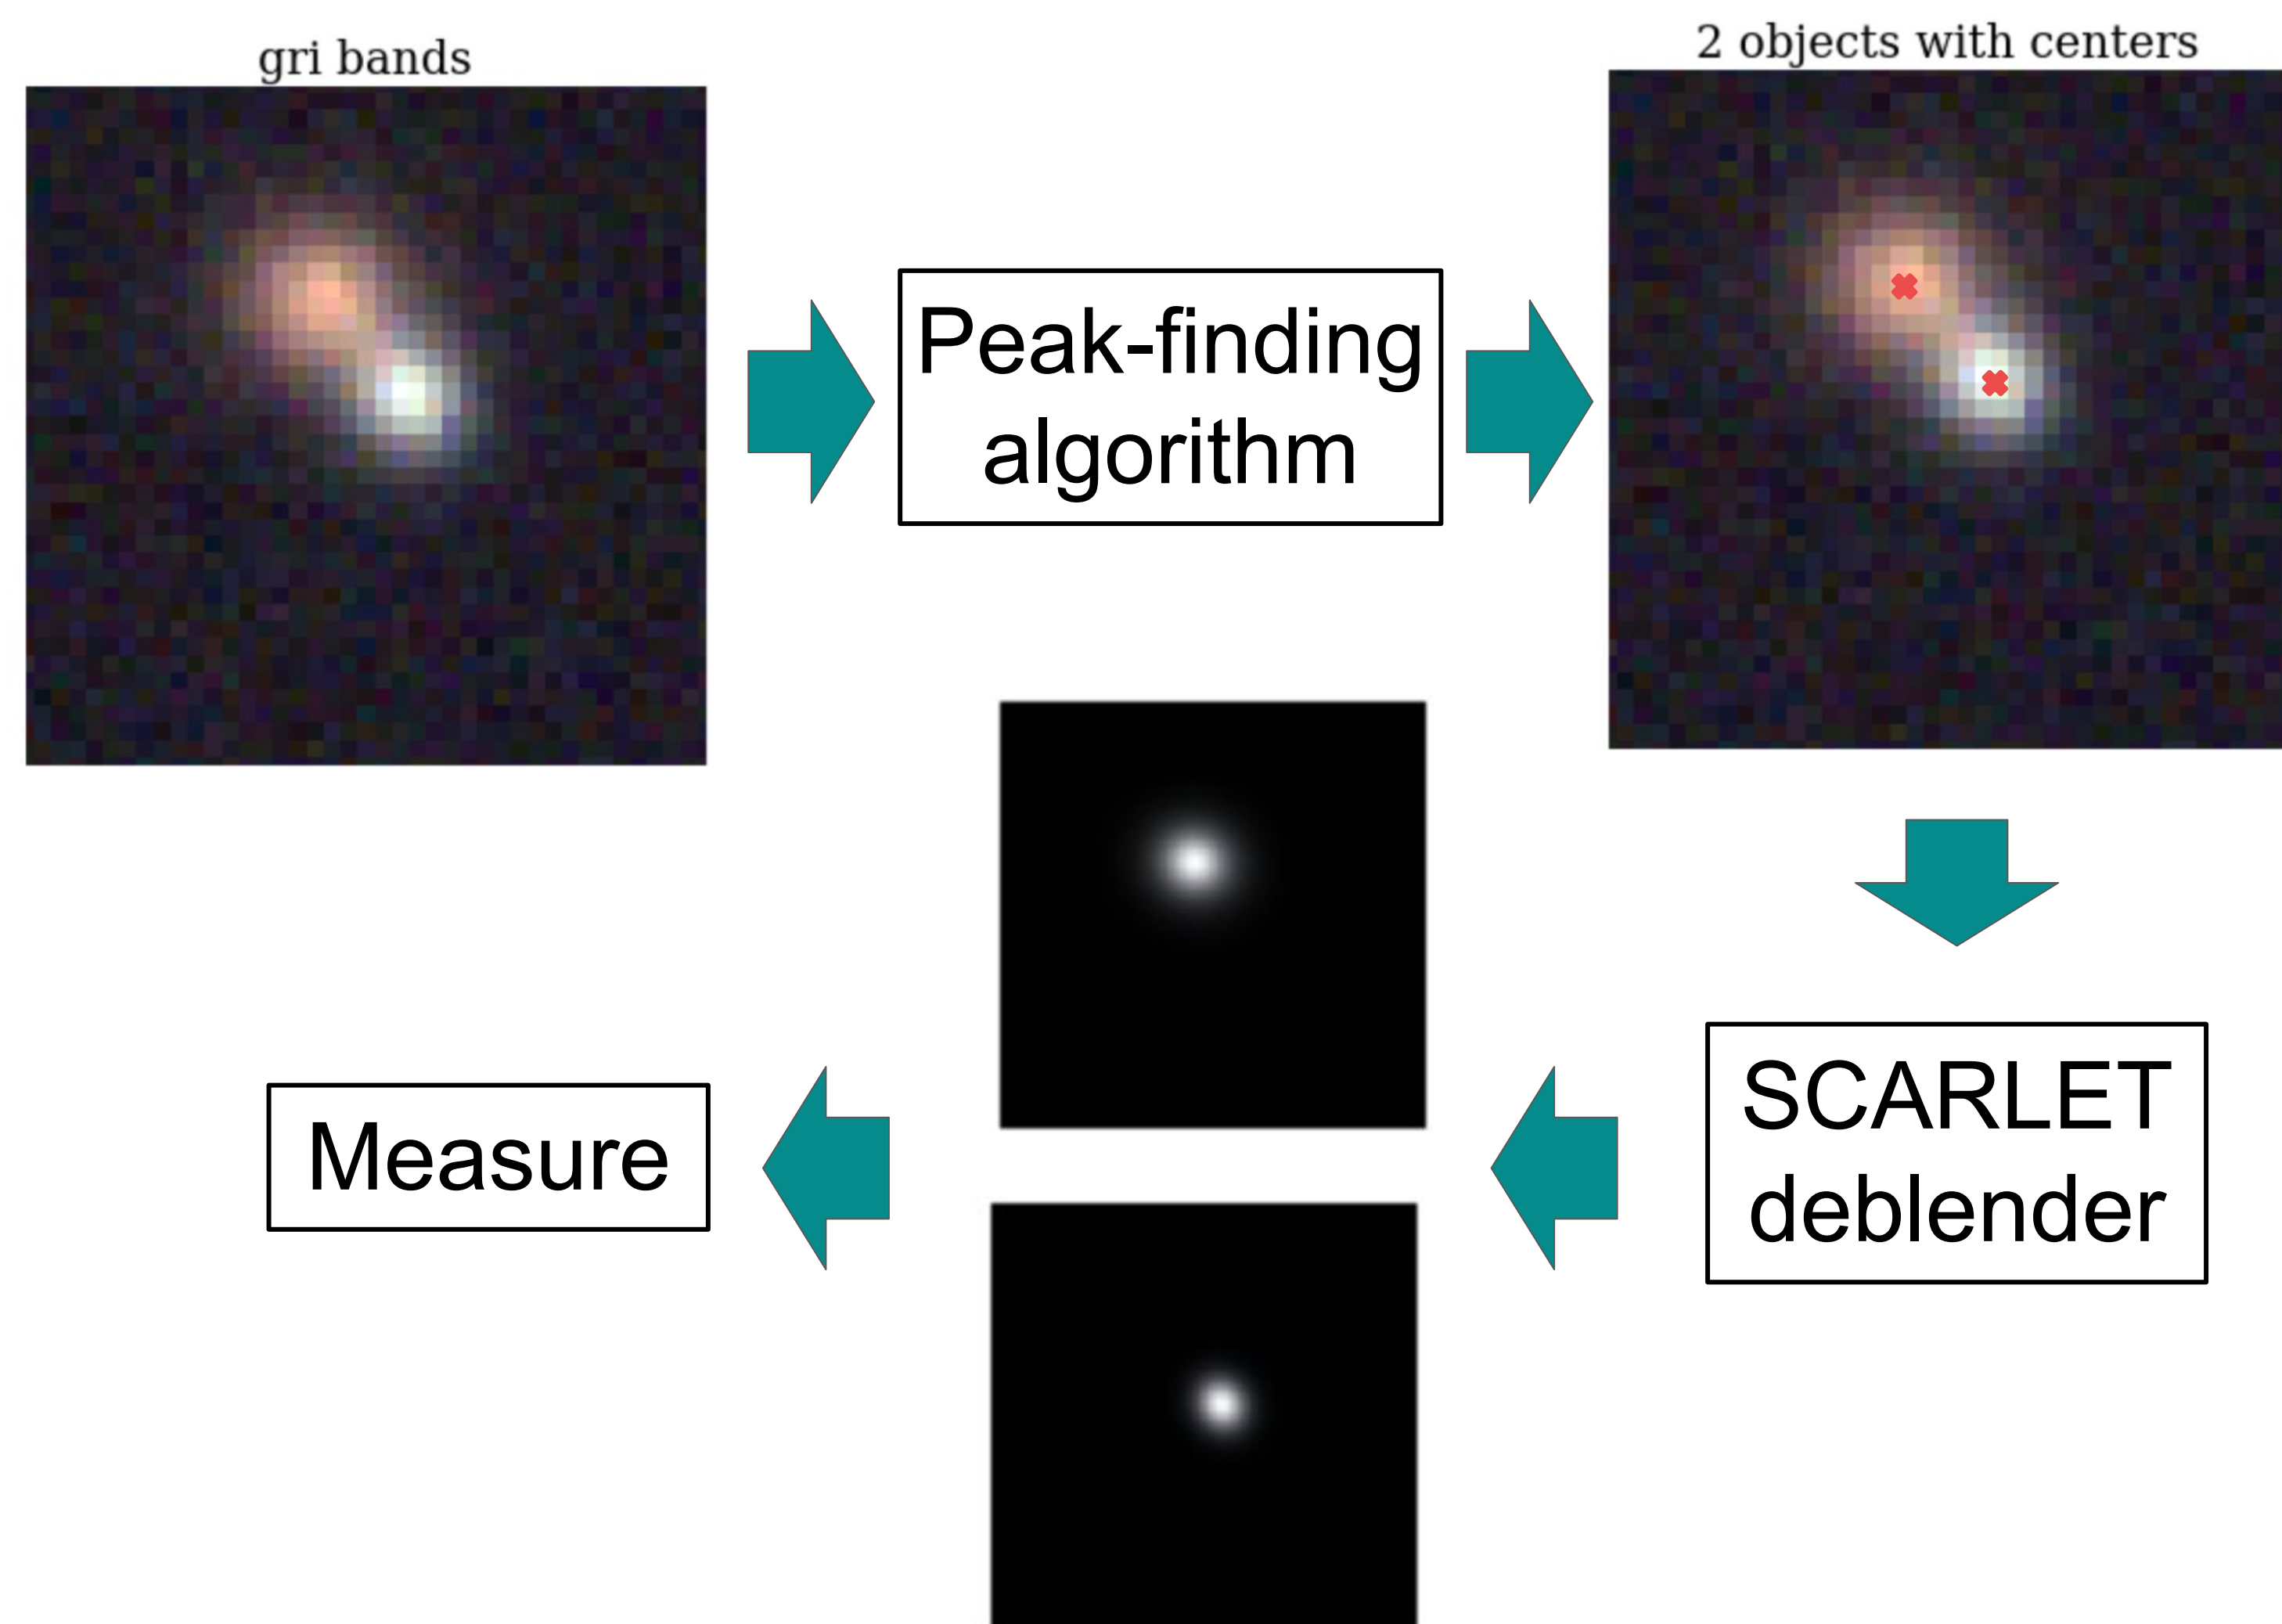 gri bands
2 objects with centers
Peak-finding
algorithm
SCARLET
deblender
Measure